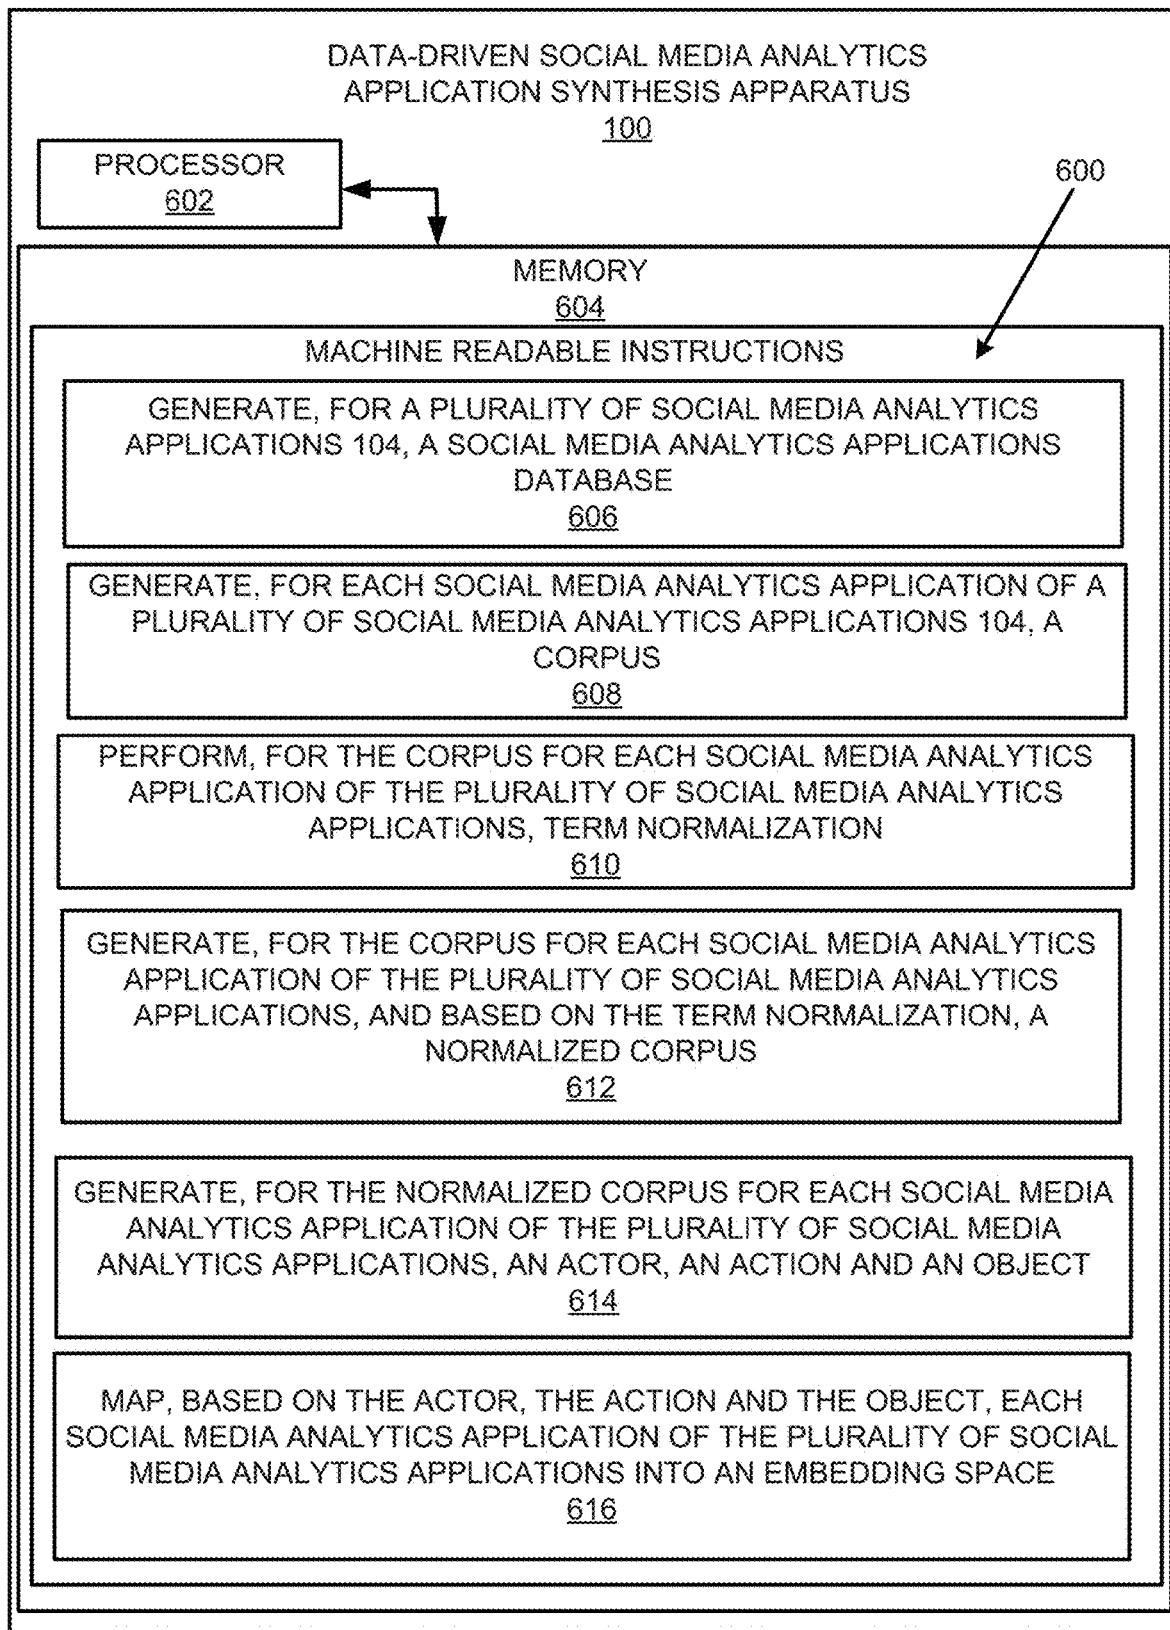 DATA-DRIVEN SOCIAL MEDIA ANALYTICS
APPLICATION SYNTHESIS APPARATUS
100
PROCESSOR
602
600
MEMORY
604
MACHINE READABLE INSTRUCTIONS
GENERATE, FOR A PLURALITY OF SOCIAL MEDIA ANALYTICS
APPLICATIONS 104, A SOCIAL MEDIA ANALYTICS APPLICATIONS
DATABASE
606
GENERATE, FOR EACH SOCIAL MEDIA ANALYTICS APPLICATION OF A
PLURALITY OF SOCIAL MEDIA ANALYTICS APPLICATIONS 104, A
CORPUS
608
PERFORM, FOR THE CORPUS FOR EACH SOCIAL MEDIA ANALYTICS
APPLICATION OF THE PLURALITY OF SOCIAL MEDIA ANALYTICS
APPLICATIONS, TERM NORMALIZATION
610
GENERATE, FOR THE CORPUS FOR EACH SOCIAL MEDIA ANALYTICS
APPLICATION OF THE PLURALITY OF SOCIAL MEDIA ANALYTICS
APPLICATIONS, AND BASED ON THE TERM NORMALIZATION, A
NORMALIZED CORPUS
612
GENERATE, FOR THE NORMALIZED CORPUS FOR EACH SOCIAL MEDIA
ANALYTICS APPLICATION OF THE PLURALITY OF SOCIAL MEDIA
ANALYTICS APPLICATIONS, AN ACTOR, AN ACTION AND AN OBJECT
614
MAP, BASED ON THE ACTOR, THE ACTION AND THE OBJECT, EACH
SOCIAL MEDIA ANALYTICS APPLICATION OF THE PLURALITY OF SOCIAL
MEDIA ANALYTICS APPLICATIONS INTO AN EMBEDDING SPACE
616